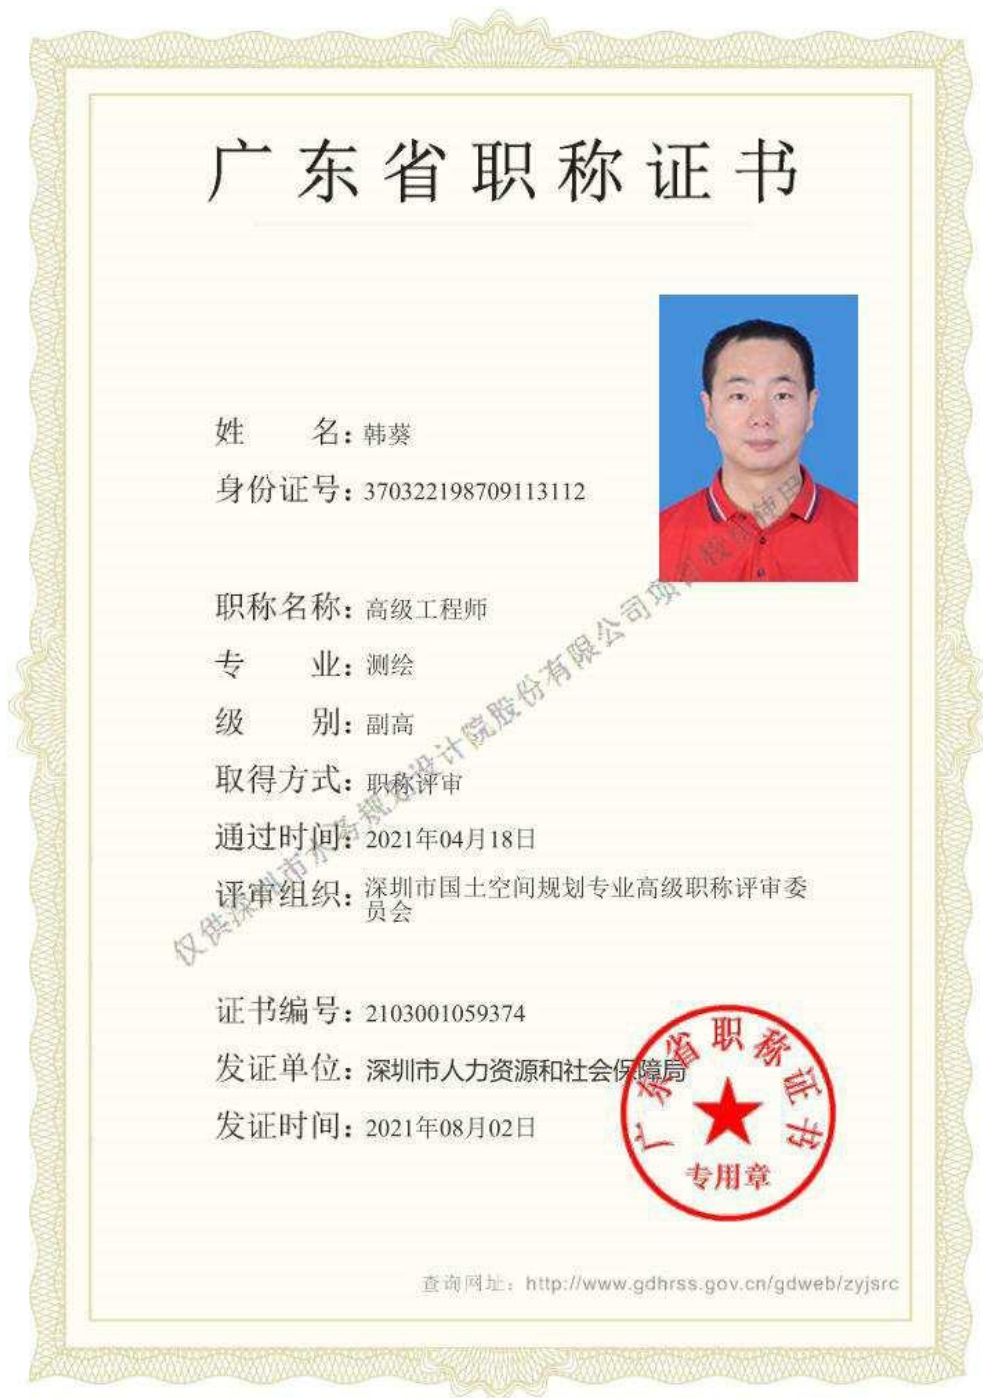 广东省职称证书
姓　　名：韩葵
身份证号：370322198709113112
职称名称：高级工程师
专　　业：测绘
级　　别：副高
取得方式：职称评审
通过时间：2021年04月18日
评审组织：深圳市国土空间规划专业高级职称评审委
员会
证书编号：2103001059374
发证单位：深圳市人力资源和社会保障局
发证时间：2021年08月02日
广东省职称证书
专用章
查询网址：http://www.gdhrss.gov.cn/gdweb/zyjsrc
仅供深圳市水务规划设计院股份有限公司项目使用